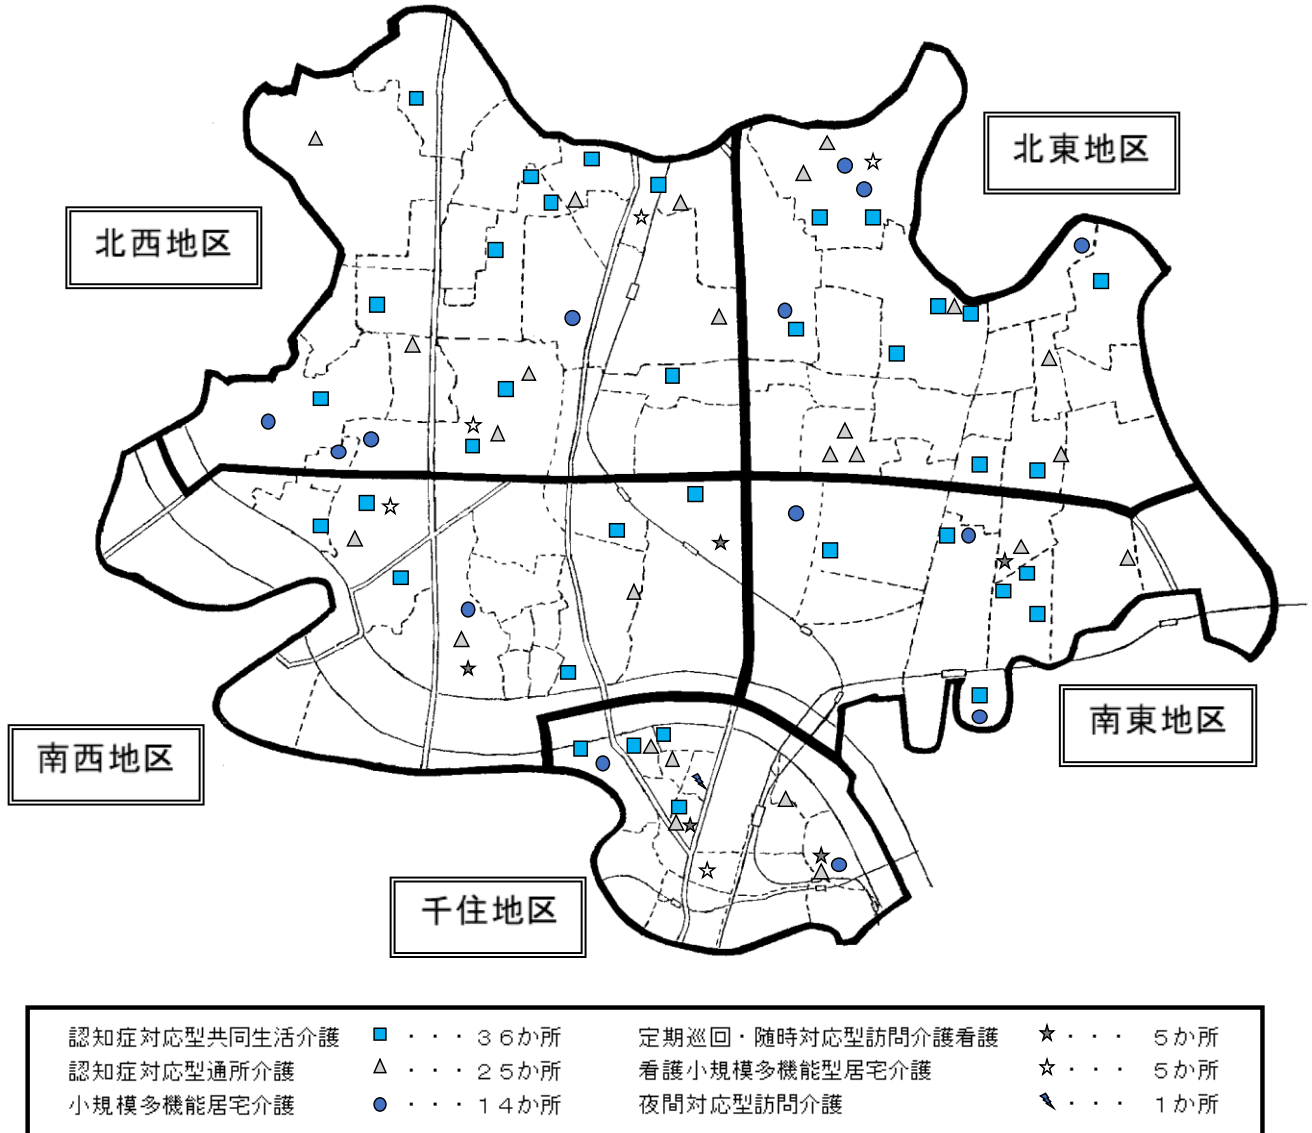 北東地区
北西地区
南東地区
南西地区
千住地区
認知症対応型共同生活介護 ■ ・・・３６か所
定期巡回・随時対応型訪問介護看護 ★・・・ ５か所
認知症対応型通所介護 △ ・・・２５か所
看護小規模多機能型居宅介護 ☆・・・ ５か所
小規模多機能居宅介護 ● ・・・１４か所
夜間対応型訪問介護 ・・・ １か所